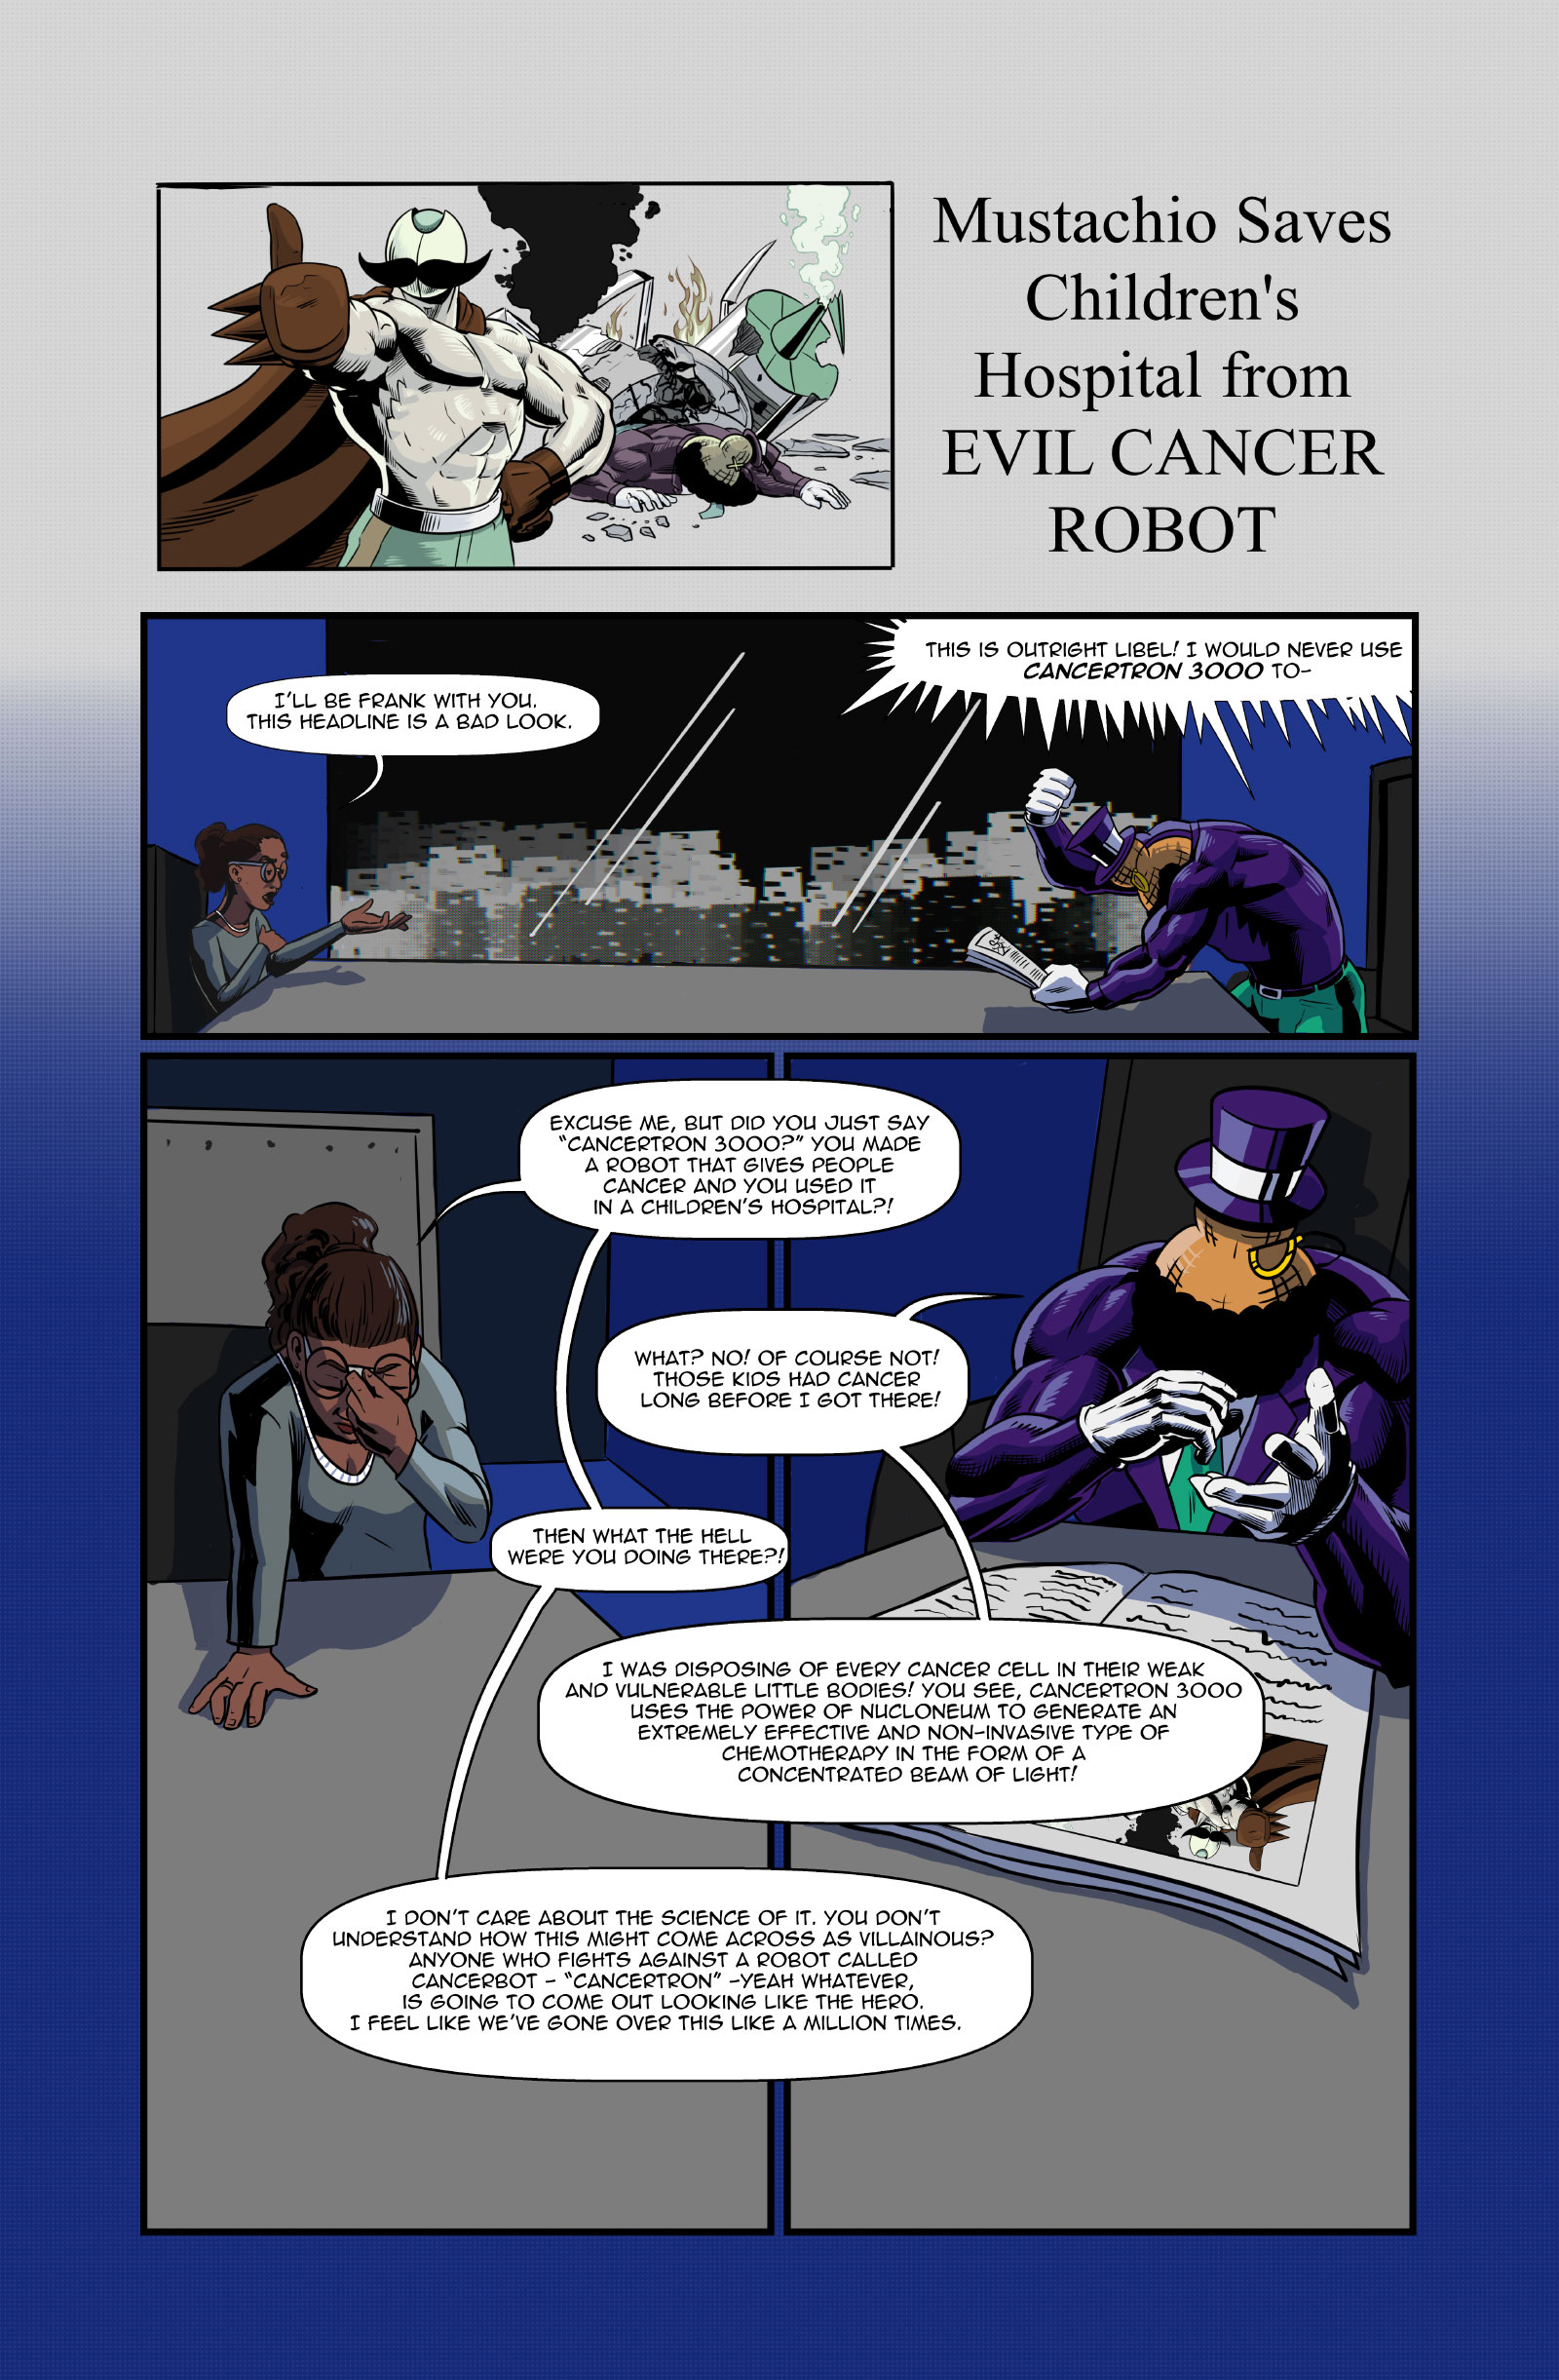 Mustachio Saves
Children's
Hospital from
EVIL CANCER
ROBOT
I'LL BE FRANK WITH YOU.
THIS HEADLINE IS A BAD LOOK.
THIS IS OUTRIGHT LIBEL! I WOULD NEVER USE
CANCERTRON 3000 TO-
EXCUSE ME, BUT DID YOU JUST SAY
"CANCERTRON 3000?" YOU MADE
A ROBOT THAT GIVES PEOPLE
CANCER AND YOU USED IT
IN A CHILDREN'S HOSPITAL?!
WHAT? NO! OF COURSE NOT!
THOSE KIDS HAD CANCER
LONG BEFORE I GOT THERE!
THEN WHAT THE HELL
WERE YOU DOING THERE?!
I WAS DISPOSING OF EVERY CANCER CELL IN THEIR WEAK
AND VULNERABLE LITTLE BODIES! YOU SEE, CANCERTRON 3000
USES THE POWER OF NUCLONEUM TO GENERATE AN
EXTREMELY EFFECTIVE AND NON-INVASIVE TYPE OF
CHEMOTHERAPY IN THE FORM OF A
CONCENTRATED BEAM OF LIGHT!
I DON'T CARE ABOUT THE SCIENCE OF IT. YOU DON'T
UNDERSTAND HOW THIS MIGHT COME ACROSS AS VILLAINOUS?
ANYONE WHO FIGHTS AGAINST A ROBOT CALLED
CANCERBOT - "CANCERTRON" -YEAH WHATEVER,
IS GOING TO COME OUT LOOKING LIKE THE HERO.
I FEEL LIKE WE'VE GONE OVER THIS LIKE A MILLION TIMES.